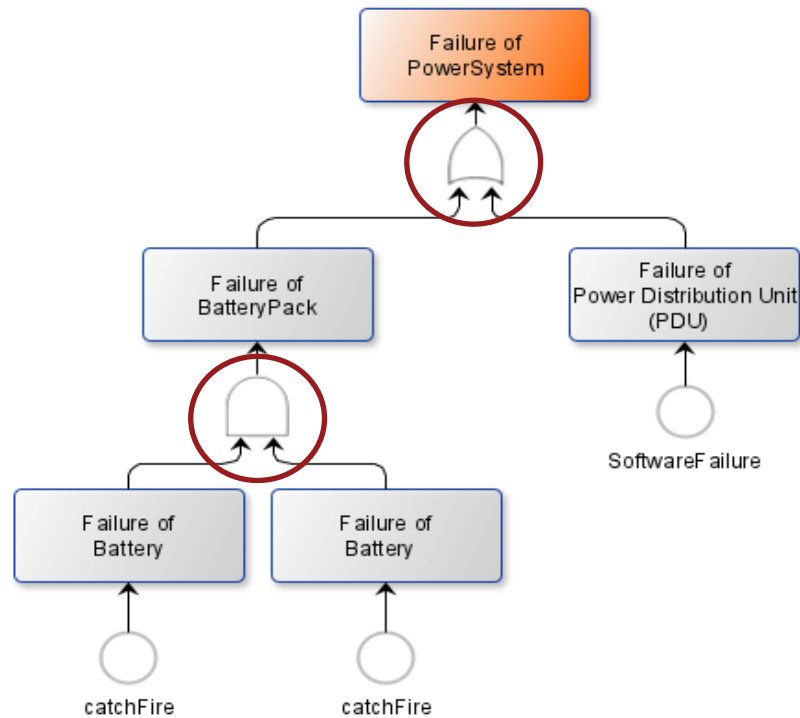 Failure of
PowerSystem
Failure of
BatteryPack
Failure of
Power Distribution Unit
(PDU)
SoftwareFailure
Failure of
Battery
Failure of
Battery
catchFire
catchFire